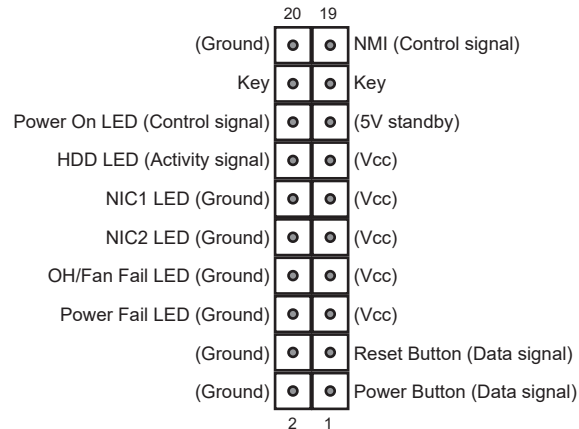 20 19
(Ground) NMI (Control signal)
Key Key
Power On LED (Control signal) (5V standby)
HDD LED (Activity signal) (Vcc)
NIC1 LED (Ground) (Vcc)
NIC2 LED (Ground) (Vcc)
OH/Fan Fail LED (Ground) (Vcc)
Power Fail LED (Ground) (Vcc)
(Ground) Reset Button (Data signal)
(Ground) Power Button (Data signal)
2 1